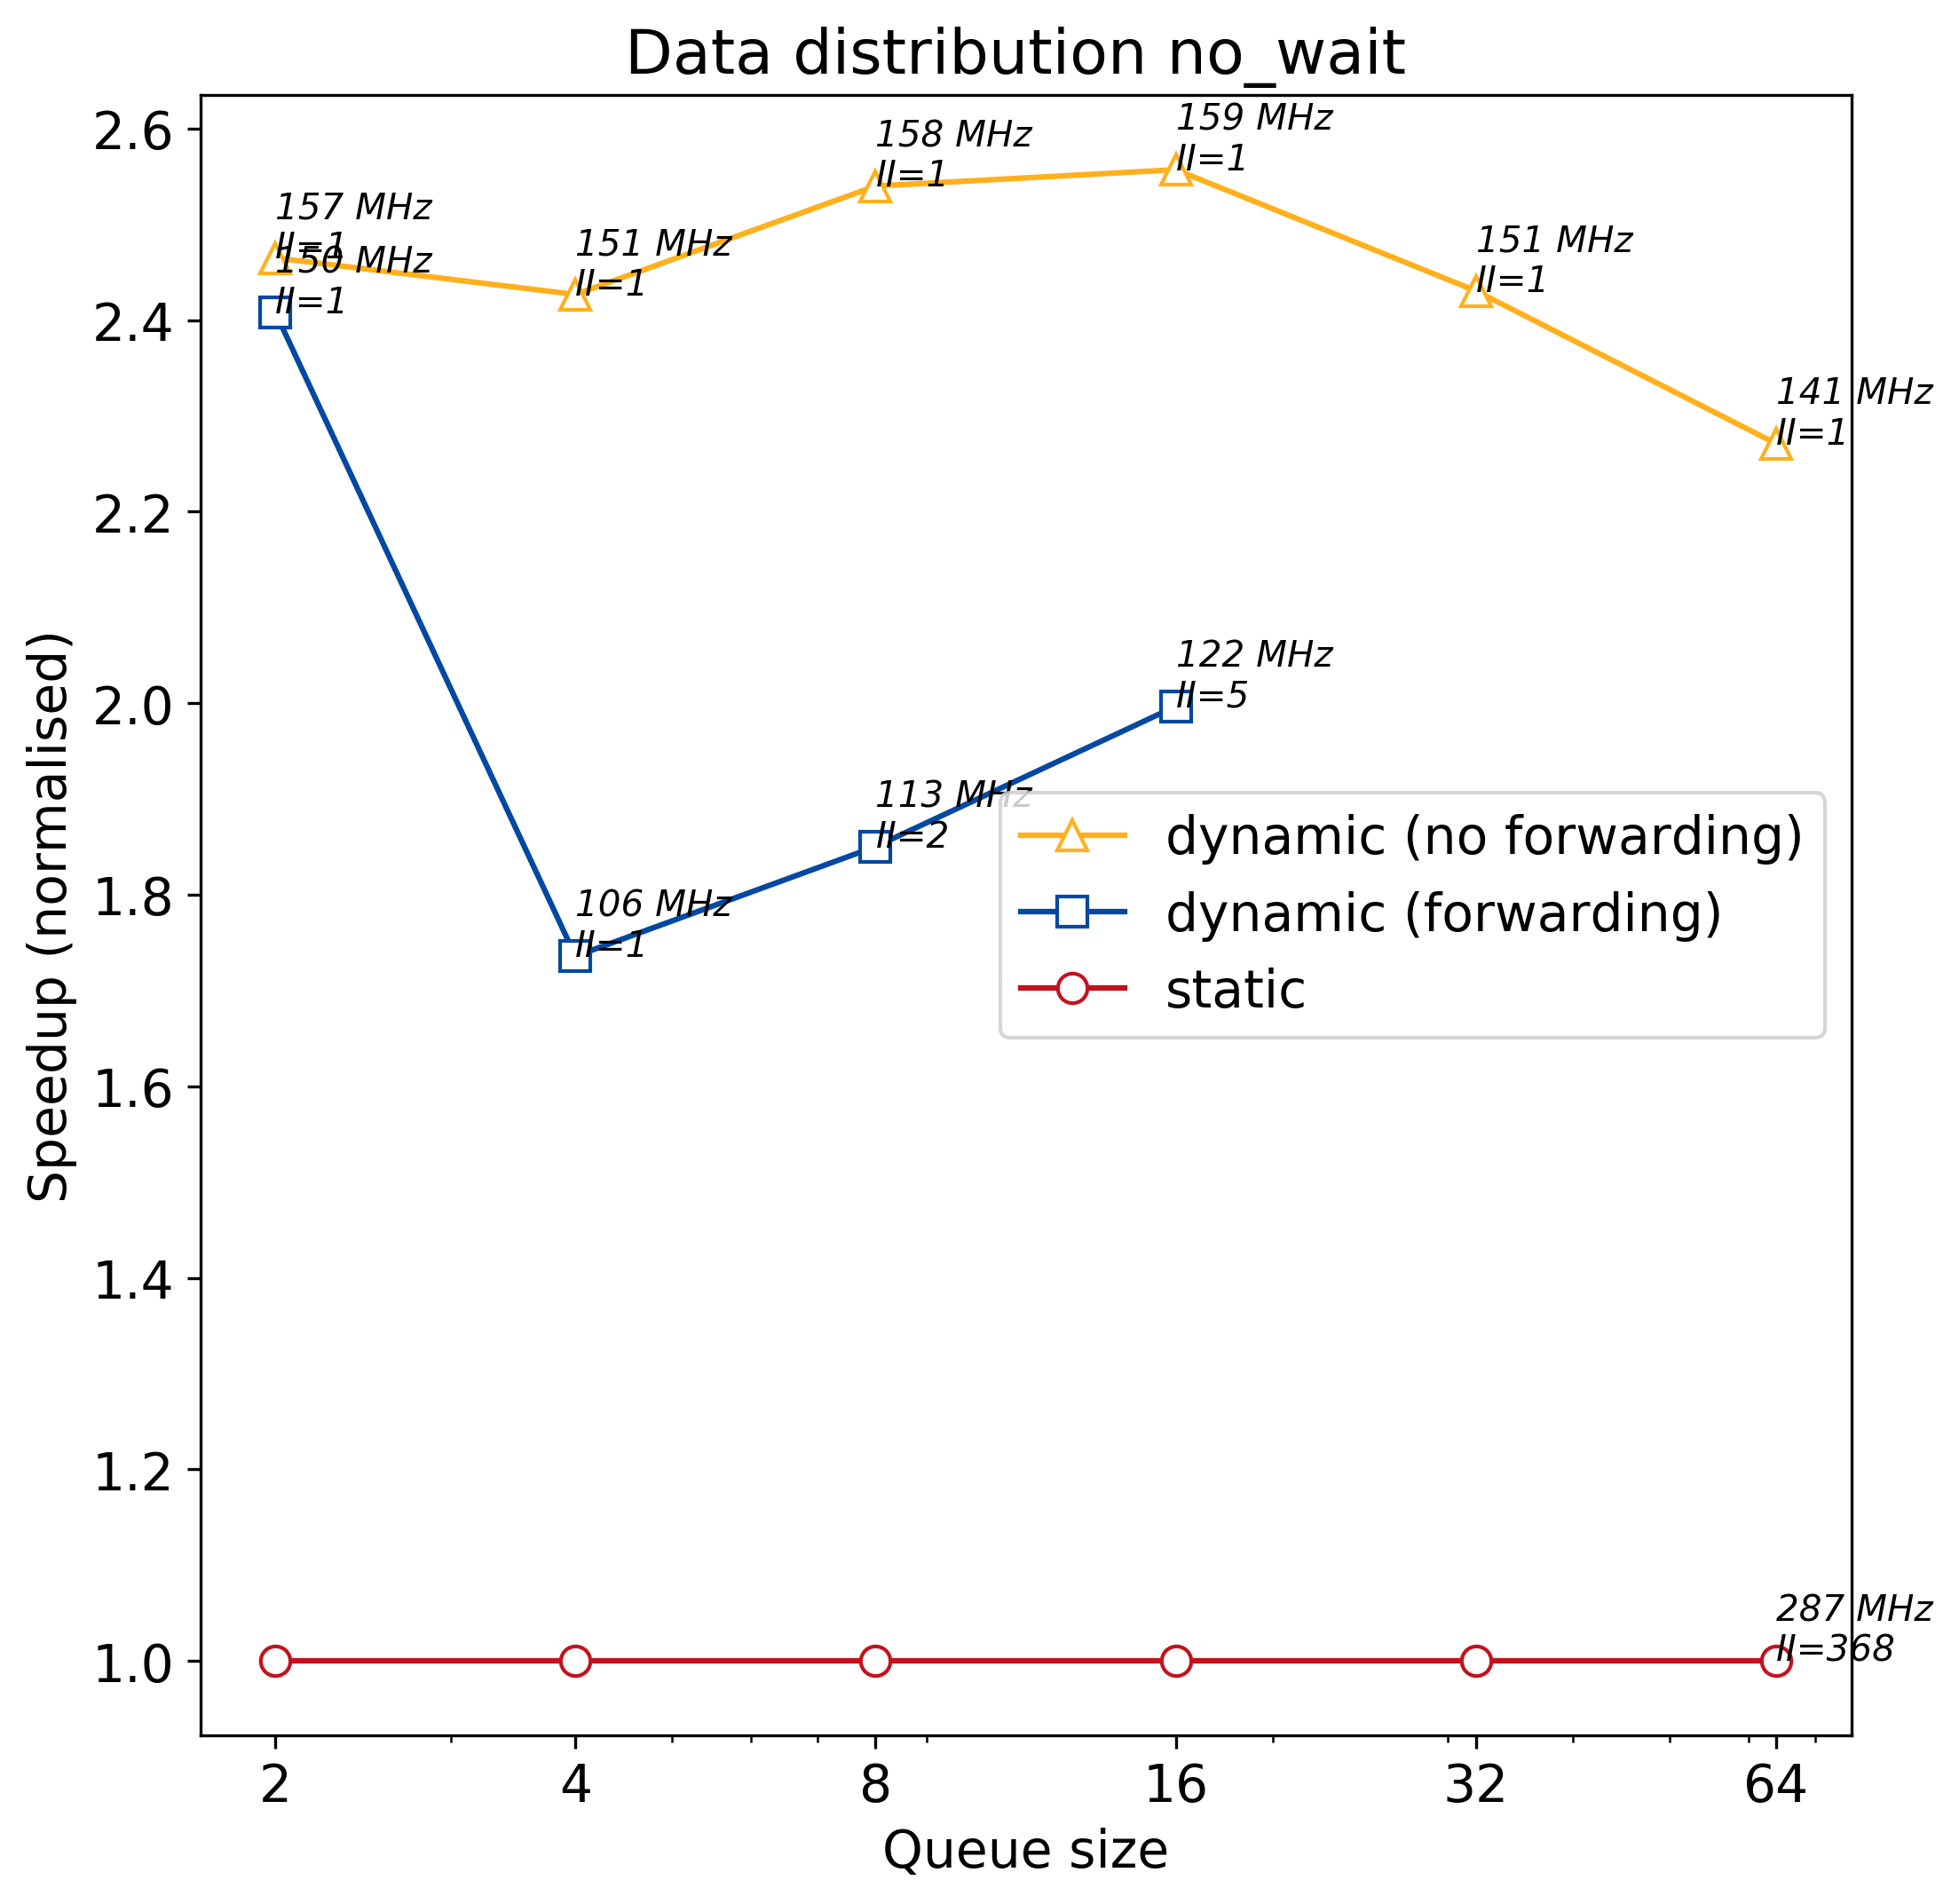 Data distribution no_wait
2.6
2.4
2.2
2.0
1.8
1.6
1.4
1.2
1.0
Speedup (normalised)
157 MHz
II=1
150 MHz
II=1
151 MHz
II=1
158 MHz
II=1
159 MHz
II=1
151 MHz
II=1
141 MHz
II=1
106 MHz
II=1
113 MHz
II=2
122 MHz
II=5
dynamic (no forwarding)
dynamic (forwarding)
static
287 MHz
II=368
2 4 8 16 32 64
Queue size